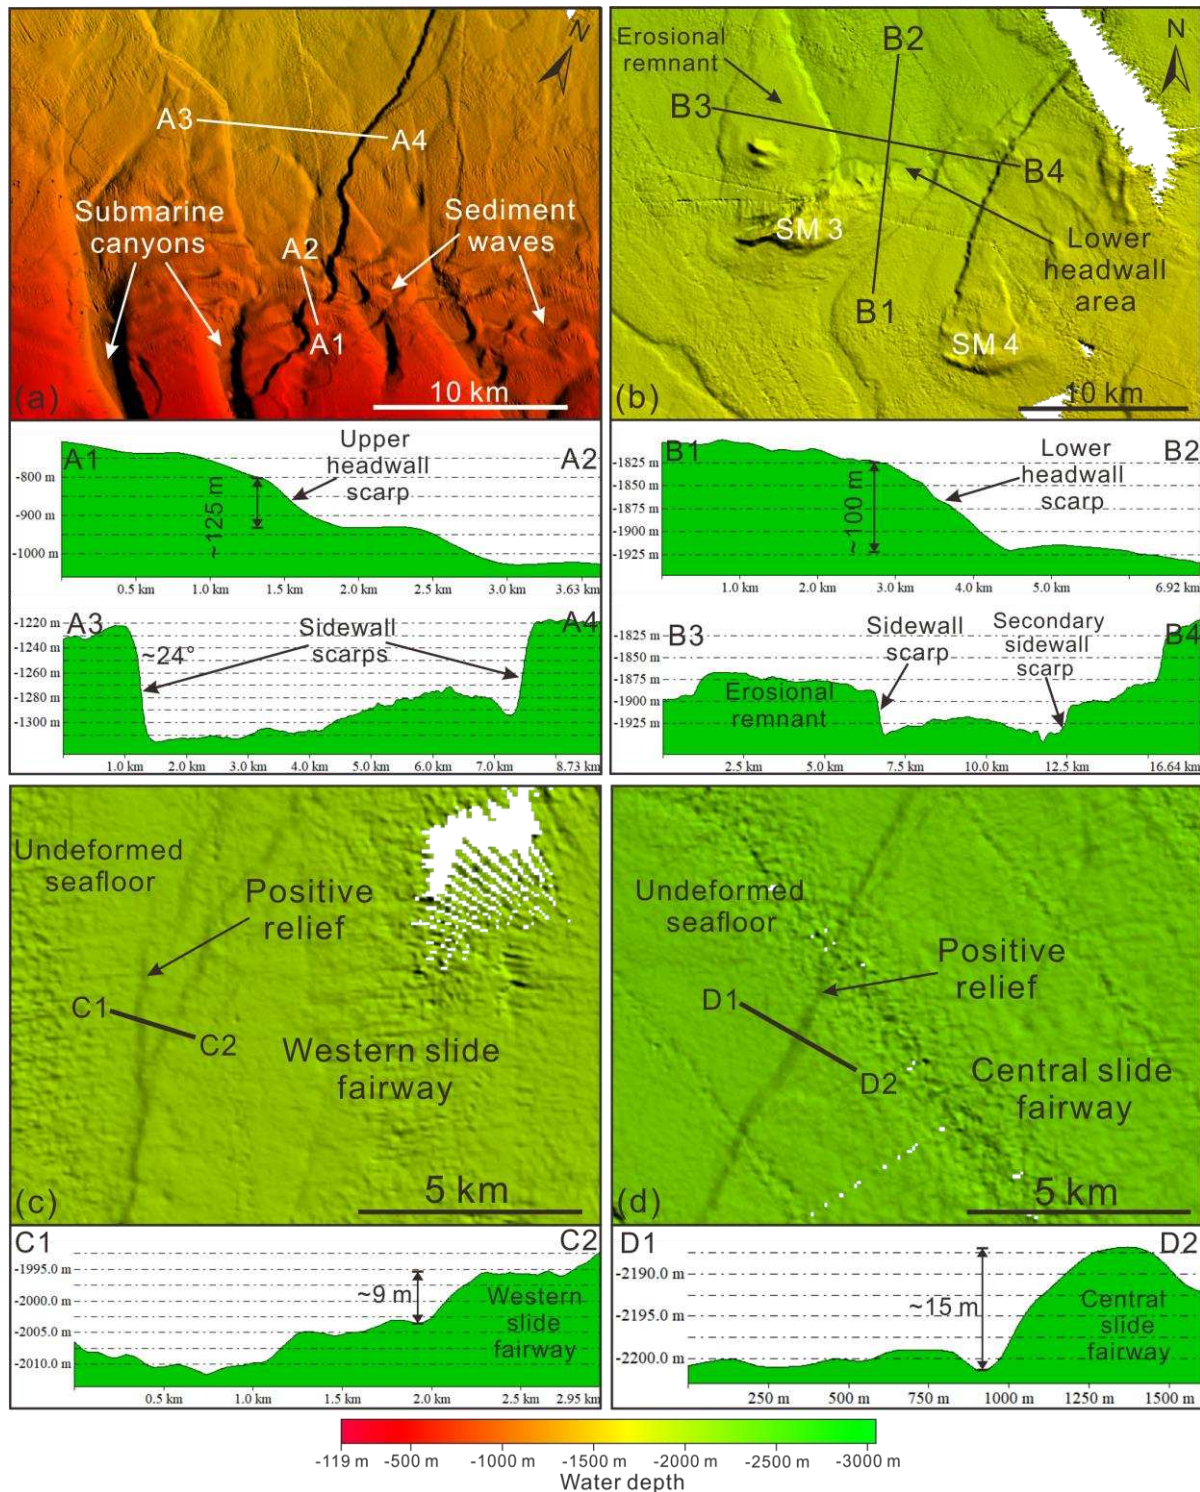 N
A3
A4
Submarine
canyons
Sediment
waves
A2
A1
(a)
10 km
Erosional
remnant
B2
N
B3
B4
SM 3
Lower
headwall
area
B1
SM 4
(b)
10 km
A1
Upper
headwall
scarp
A2
~125 m
-800 m
-900 m
-1000 m
0.5 km
1.0 km
1.5 km
2.0 km
2.5 km
3.0 km
3.63 km
B1
Lower
headwall
scarp
B2
~100 m
-1825 m
-1850 m
-1875 m
-1900 m
-1925 m
1.0 km
2.0 km
3.0 km
4.0 km
5.0 km
6.92 km
A3
~24°
Sidewall
scarps
A4
-1220 m
-1240 m
-1260 m
-1280 m
-1300 m
1.0 km
2.0 km
3.0 km
4.0 km
5.0 km
6.0 km
7.0 km
8.73 km
B3
Sidewall
scarp
Secondary
sidewall
scarp
B4
Erosional
remnant
-1825 m
-1850 m
-1875 m
-1900 m
-1925 m
2.5 km
5.0 km
7.5 km
10.0 km
12.5 km
16.64 km
Undeformed
seafloor
Positive
relief
C1
C2
Western slide
fairway
(c)
5 km
Undeformed
seafloor
Positive
relief
D1
D2
Central slide
fairway
(d)
5 km
C1
C2
~9 m
Western
slide
fairway
-1995.0 m
-2000.0 m
-2005.0 m
-2010.0 m
0.5 km
1.0 km
1.5 km
2.0 km
2.5 km
2.95 km
D1
D2
~15 m
Central
slide
fairway
-2190.0 m
-2195.0 m
-2200.0 m
250 m
500 m
750 m
1000 m
1250 m
1500 m
-119 m
-500 m
-1000 m
-1500 m
-2000 m
-2500 m
-3000 m
Water depth